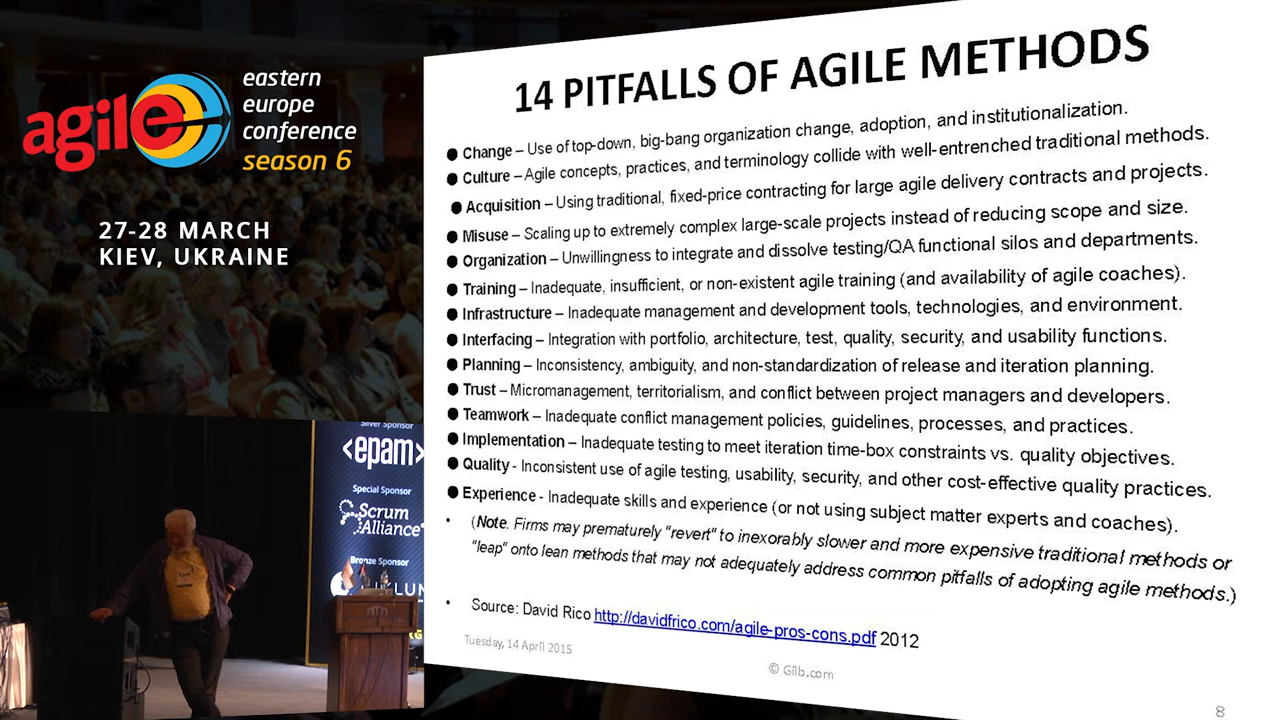 agile
eastern
europe
conference
season 6
27-28 MARCH
KIEV, UKRAINE
Silver Sponsor
<epam>
Special Sponsor
Scrum
Alliance
Bronze Sponsor
14 PITFALLS OF AGILE METHODS
● Change – Use of top-down, big-bang organization change, adoption, and institutionalization.
● Culture – Agile concepts, practices, and terminology collide with well-entrenched traditional methods.
● Acquisition – Using traditional, fixed-price contracting for large agile delivery contracts and projects.
● Misuse – Scaling up to extremely complex large-scale projects instead of reducing scope and size.
● Organization – Unwillingness to integrate and dissolve testing/QA functional silos and departments.
● Training – Inadequate, insufficient, or non-existent agile training (and availability of agile coaches).
● Infrastructure – Inadequate management and development tools, technologies, and environment.
● Interfacing – Integration with portfolio, architecture, test, quality, security, and usability functions.
● Planning – Inconsistency, ambiguity, and non-standardization of release and iteration planning.
● Trust – Micromanagement, territorialism, and conflict between project managers and developers.
● Teamwork – Inadequate conflict management policies, guidelines, processes, and practices.
● Implementation – Inadequate testing to meet iteration time-box constraints vs. quality objectives.
● Quality - Inconsistent use of agile testing, usability, security, and other cost-effective quality practices.
● Experience - Inadequate skills and experience (or not using subject matter experts and coaches).
• (Note. Firms may prematurely "revert" to inexorably slower and more expensive traditional methods or
"leap" onto lean methods that may not adequately address common pitfalls of adopting agile methods.)
• Source: David Rico http://davidfrico.com/agile-pros-cons.pdf 2012
Tuesday, 14 April 2015
© Gilb.com
8